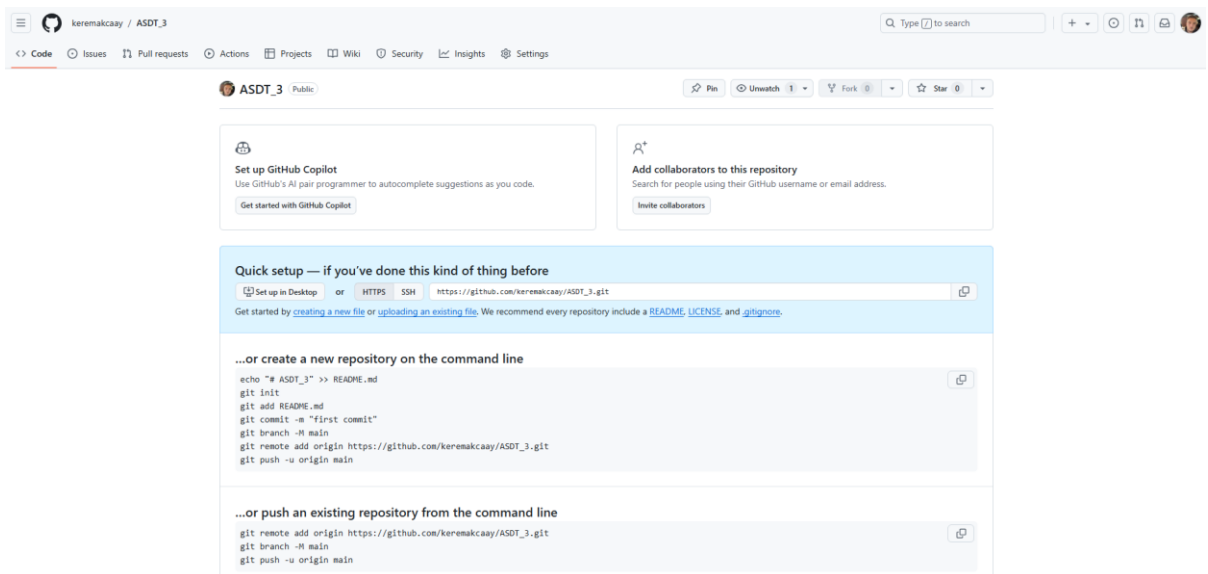 keremakcaay / ASDT_3
Type / to search
Code Issues Pull requests Actions Projects Wiki Security Insights Settings
ASDT_3 Public
Pin Unwatch 1 Fork 0 Star 0
Set up GitHub Copilot
Use GitHub's AI pair programmer to autocomplete suggestions as you code.
Get started with GitHub Copilot
Add collaborators to this repository
Search for people using their GitHub username or email address.
Invite collaborators
Quick setup — if you've done this kind of thing before
Set up in Desktop or HTTPS SSH https://github.com/keremakcaay/ASDT_3.git
Get started by creating a new file or uploading an existing file. We recommend every repository include a README, LICENSE, and .gitignore.
...or create a new repository on the command line
echo "# ASDT_3" >> README.md
git init
git add README.md
git commit -m "first commit"
git branch -M main
git remote add origin https://github.com/keremakcaay/ASDT_3.git
git push -u origin main
...or push an existing repository from the command line
git remote add origin https://github.com/keremakcaay/ASDT_3.git
git branch -M main
git push -u origin main